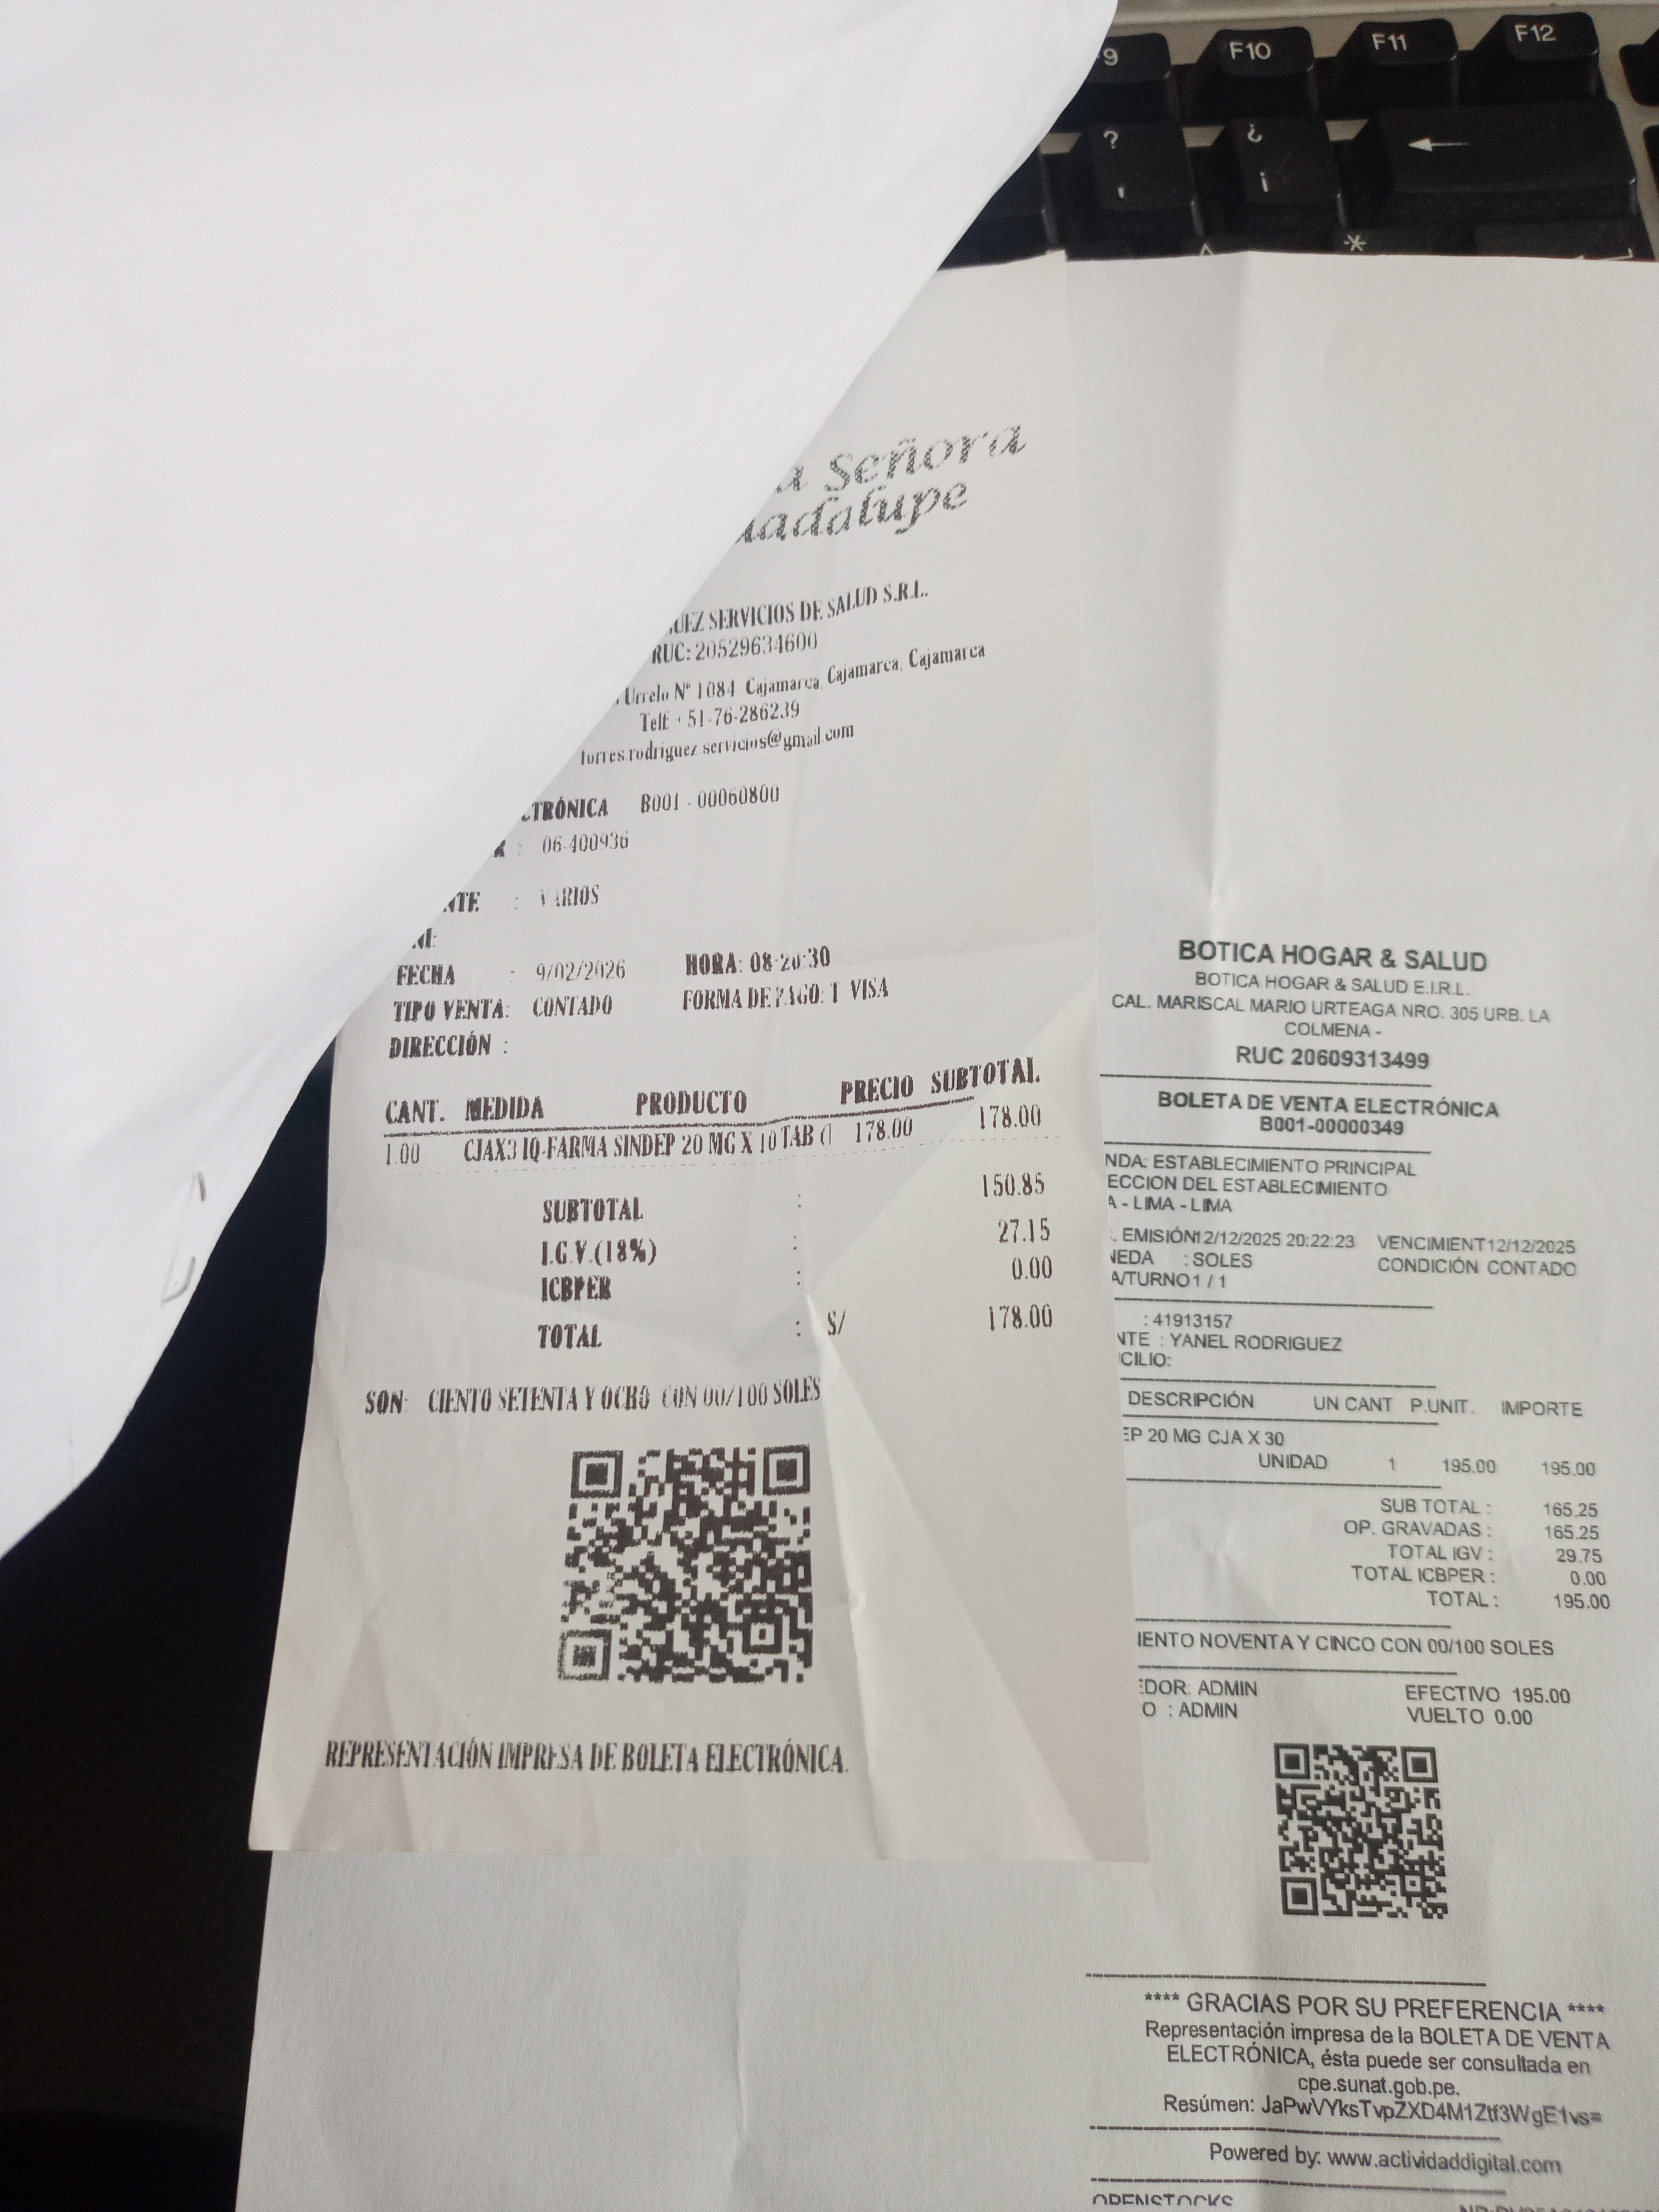 9 F10 F11 F12
?
'
¿
¡
*
Señora
UEZ SERVICIOS DE SALUD S.R.L.
RUC: 20529634600
Urrelo N° 1084 Cajamarca, Cajamarca, Cajamarca
Telf: +51-76-286239
torres.rodriguez.servicios@gmail.com
CTRÓNICA B001 - 00060800
: 06-400936
NTE : VARIOS
NI:
FECHA : 9/02/2026 HORA: 08:20:30
TIPO VENTA: CONTADO FORMA DE PAGO: T VISA
DIRECCIÓN :
CANT. MEDIDA PRODUCTO PRECIO SUBTOTAL
1.00 CJAX3 IQ-FARMA SINDEP 20 MG X 10 TAB ( 178.00 178.00
SUBTOTAL : 150.85
I.G.V.(18%) : 27.15
ICBPER : 0.00
TOTAL : S/ 178.00
SON: CIENTO SETENTA Y OCHO CON 00/100 SOLES
REPRESENTACIÓN IMPRESA DE BOLETA ELECTRÓNICA.
BOTICA HOGAR & SALUD
BOTICA HOGAR & SALUD E.I.R.L.
CAL. MARISCAL MARIO URTEAGA NRO. 305 URB. LA
COLMENA -
RUC 20609313499
BOLETA DE VENTA ELECTRÓNICA
B001-00000349
NDA: ESTABLECIMIENTO PRINCIPAL
ECCION DEL ESTABLECIMIENTO
A - LIMA - LIMA
. EMISIÓN12/12/2025 20:22:23 VENCIMIENT12/12/2025
NEDA : SOLES CONDICIÓN CONTADO
A/TURNO1 / 1
: 41913157
NTE : YANEL RODRIGUEZ
CILIO:
DESCRIPCIÓN UN CANT P.UNIT. IMPORTE
EP 20 MG CJA X 30
UNIDAD 1 195.00 195.00
SUB TOTAL : 165.25
OP. GRAVADAS : 165.25
TOTAL IGV : 29.75
TOTAL ICBPER : 0.00
TOTAL : 195.00
IENTO NOVENTA Y CINCO CON 00/100 SOLES
EDOR: ADMIN EFECTIVO 195.00
O : ADMIN VUELTO 0.00
**** GRACIAS POR SU PREFERENCIA ****
Representación impresa de la BOLETA DE VENTA
ELECTRÓNICA, ésta puede ser consultada en
cpe.sunat.gob.pe.
Resúmen: JaPwVYksTvpZXD4M1Ztf3WgE1vs=
Powered by: www.actividaddigital.com
OPENSTOCKS